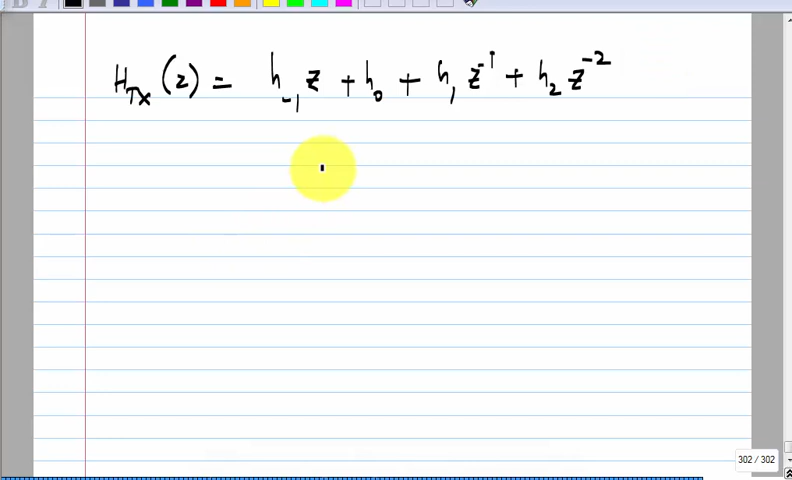 H_TX (z) = h_-1 z + h_0 + h_1 z^-1 + h_2 z^-2
302 / 302